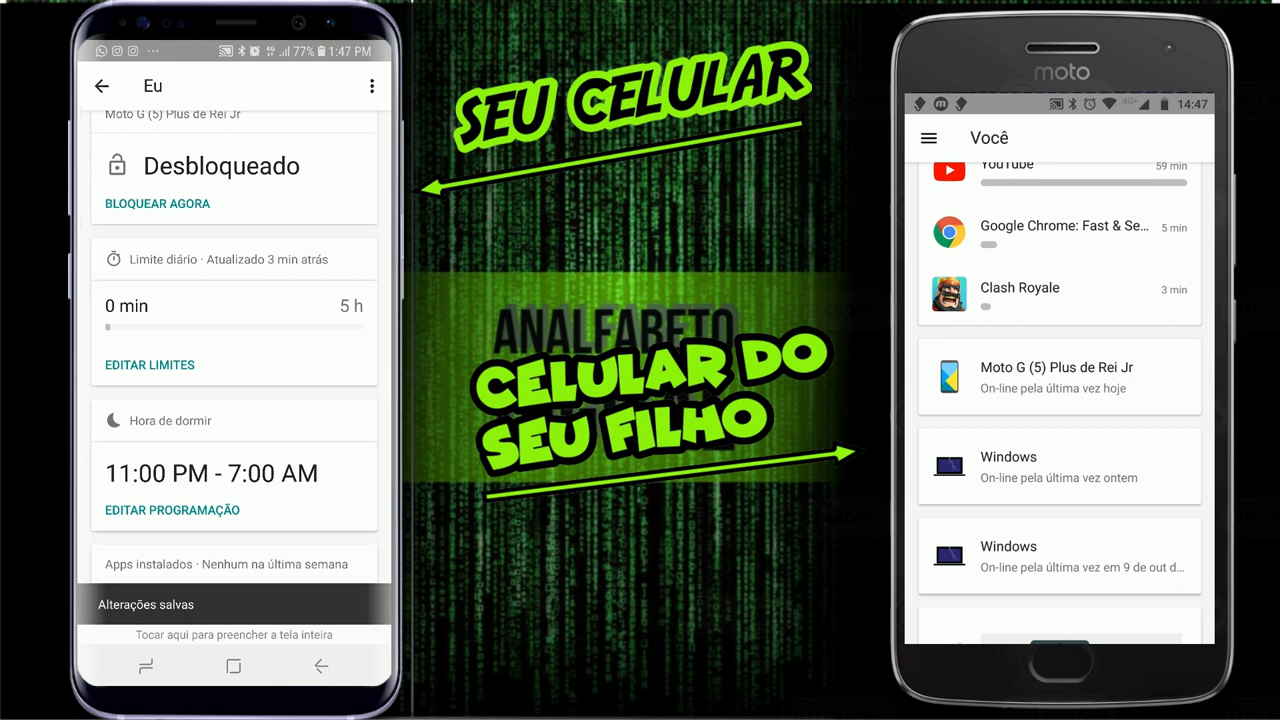 1:47 PM
77%
Eu
Moto G (5) Plus de Rei Jr
Desbloqueado
BLOQUEAR AGORA
Limite diário · Atualizado 3 min atrás
0 min
5 h
EDITAR LIMITES
Hora de dormir
11:00 PM - 7:00 AM
EDITAR PROGRAMAÇÃO
Apps instalados · Nenhum na última semana
Alterações salvas
Tocar aqui para preencher a tela inteira
SEU CELULAR
ANALFABETO
CELULAR DO
SEU FILHO
moto
14:47
Você
YouTube
59 min
Google Chrome: Fast & Se...
5 min
Clash Royale
3 min
Moto G (5) Plus de Rei Jr
On-line pela última vez hoje
Windows
On-line pela última vez ontem
Windows
On-line pela última vez em 9 de out d...